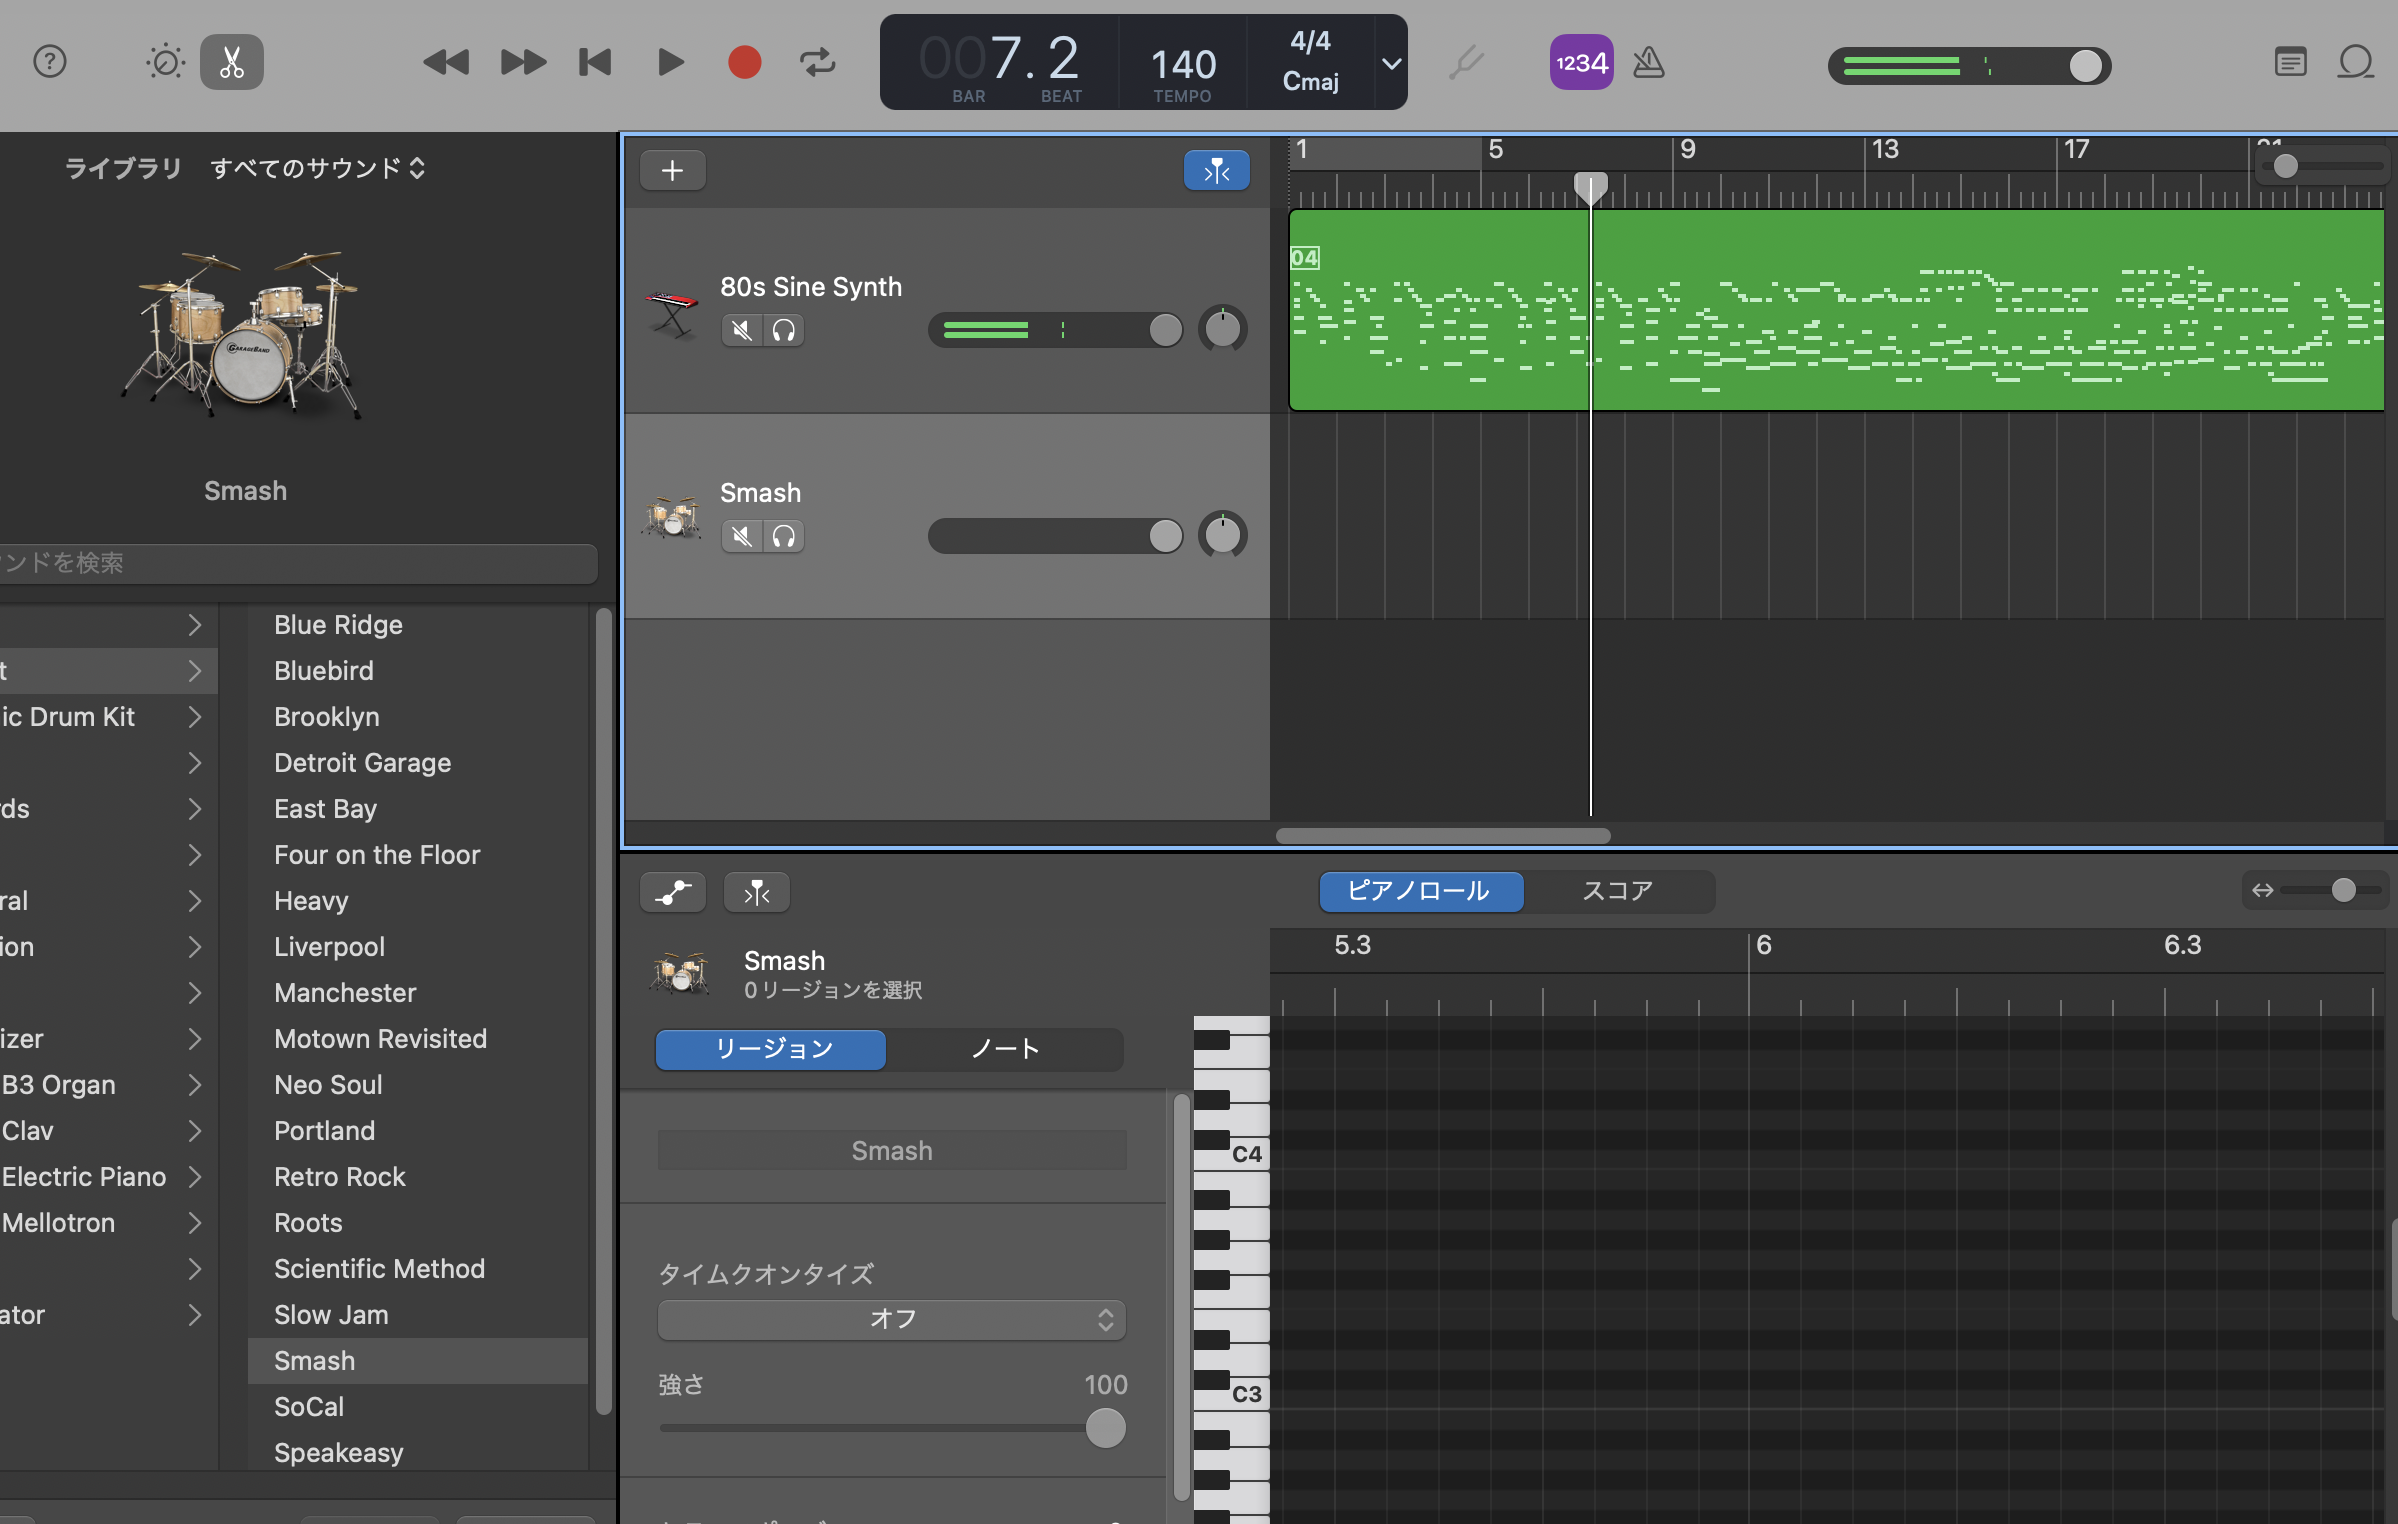 ?
007. 2
BAR
BEAT
140
TEMPO
4/4
Cmaj
1234
ライブラリ
すべてのサウンド
GARAGEBAND
Smash
ンドを検索
t
ic Drum Kit
rds
ral
ion
izer
B3 Organ
Clav
Electric Piano
Mellotron
ator
Blue Ridge
Bluebird
Brooklyn
Detroit Garage
East Bay
Four on the Floor
Heavy
Liverpool
Manchester
Motown Revisited
Neo Soul
Portland
Retro Rock
Roots
Scientific Method
Slow Jam
Smash
SoCal
Speakeasy
1
5
9
13
17
80s Sine Synth
04
Smash
ピアノロール
スコア
Smash
0 リージョンを選択
リージョン
ノート
5.3
6
6.3
Smash
タイムクオンタイズ
オフ
強さ
100
C4
C3